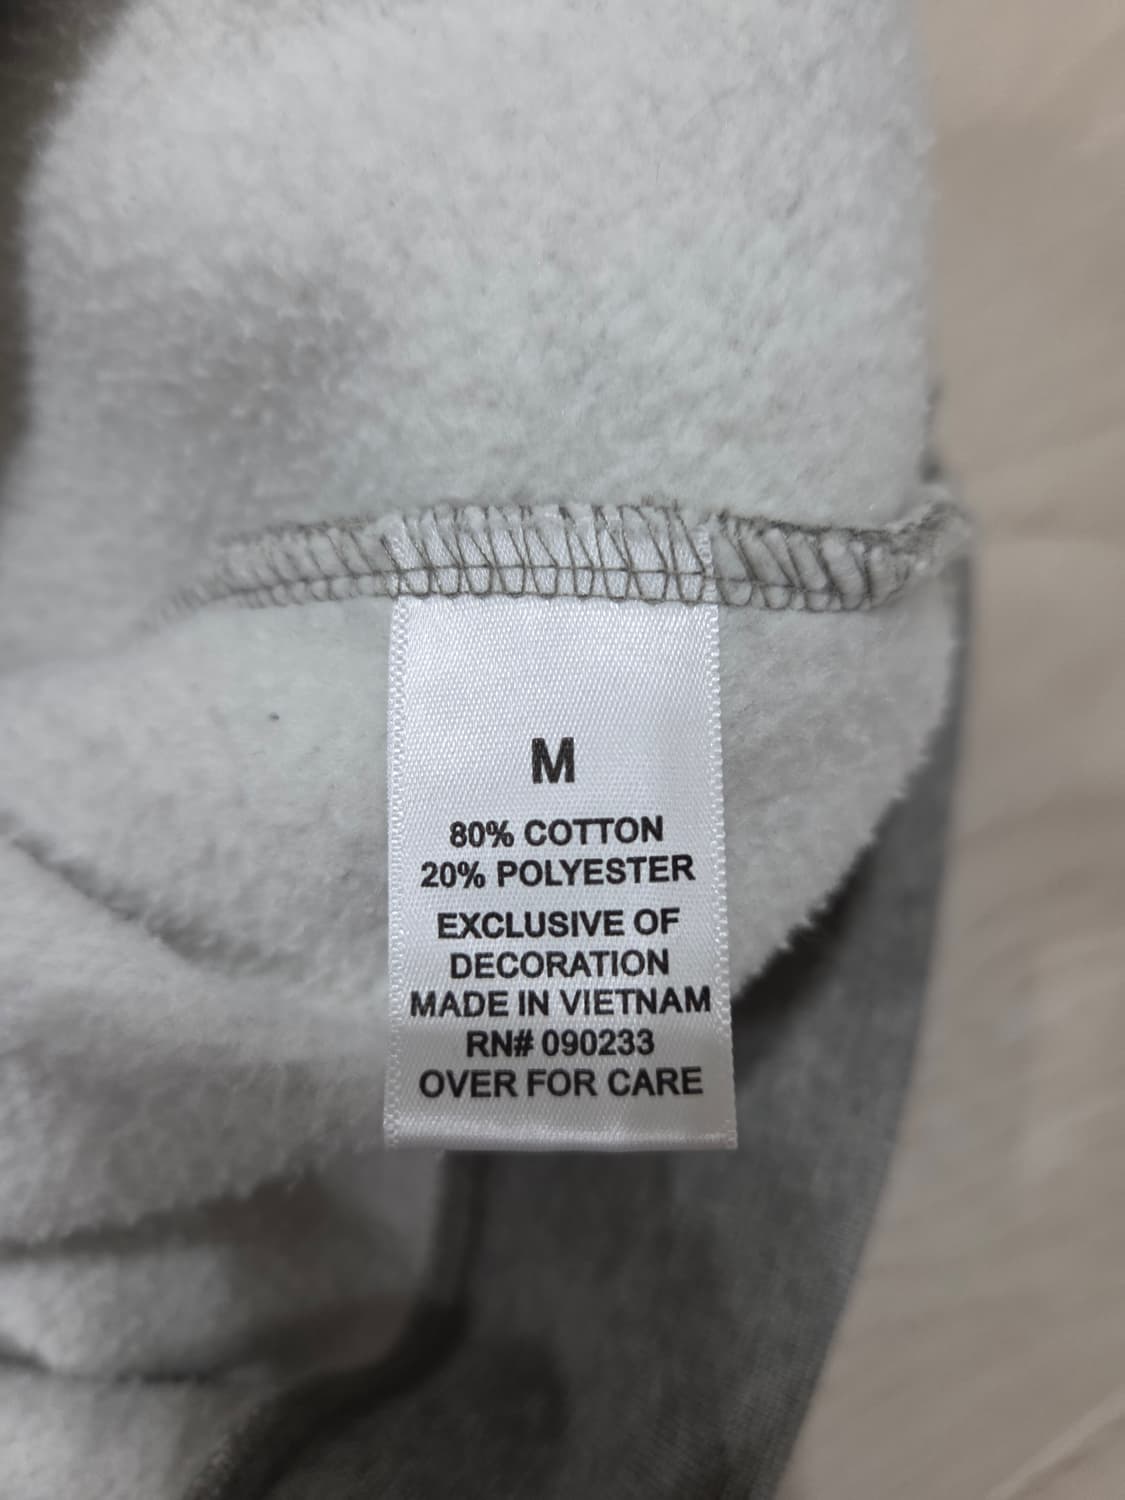 M
80% COTTON
20% POLYESTER
EXCLUSIVE OF
DECORATION
MADE IN VIETNAM
RN# 090233
OVER FOR CARE